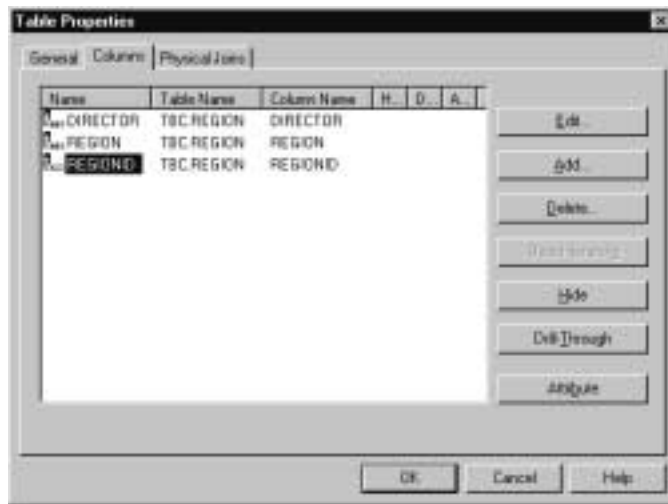 Table Properties
General Columns Physical Joins
Name Table Name Column Name H... D... A...
DIRECTOR TBC.REGION DIRECTOR
REGION TBC.REGION REGION
REGIONID TBC.REGION REGIONID
Edit...
Add...
Delete...
Hide
Drill-Through
Attribute
OK Cancel Help